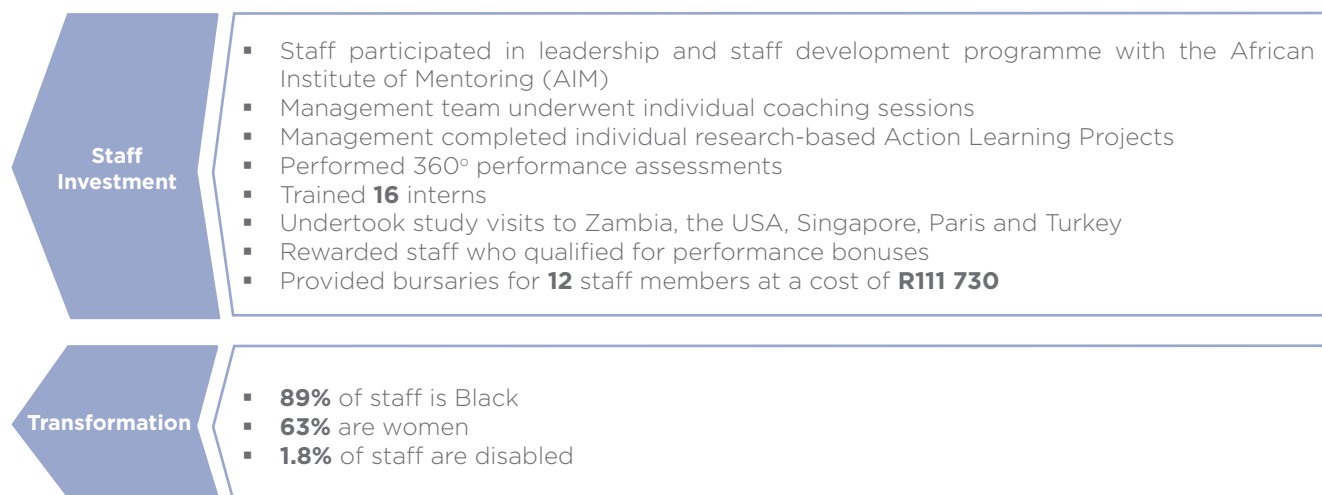 Staff
Investment
▪ Staff participated in leadership and staff development programme with the African
Institute of Mentoring (AIM)
▪ Management team underwent individual coaching sessions
▪ Management completed individual research-based Action Learning Projects
▪ Performed 360° performance assessments
▪ Trained 16 interns
▪ Undertook study visits to Zambia, the USA, Singapore, Paris and Turkey
▪ Rewarded staff who qualified for performance bonuses
▪ Provided bursaries for 12 staff members at a cost of R111 730
Transformation
▪ 89% of staff is Black
▪ 63% are women
▪ 1.8% of staff are disabled